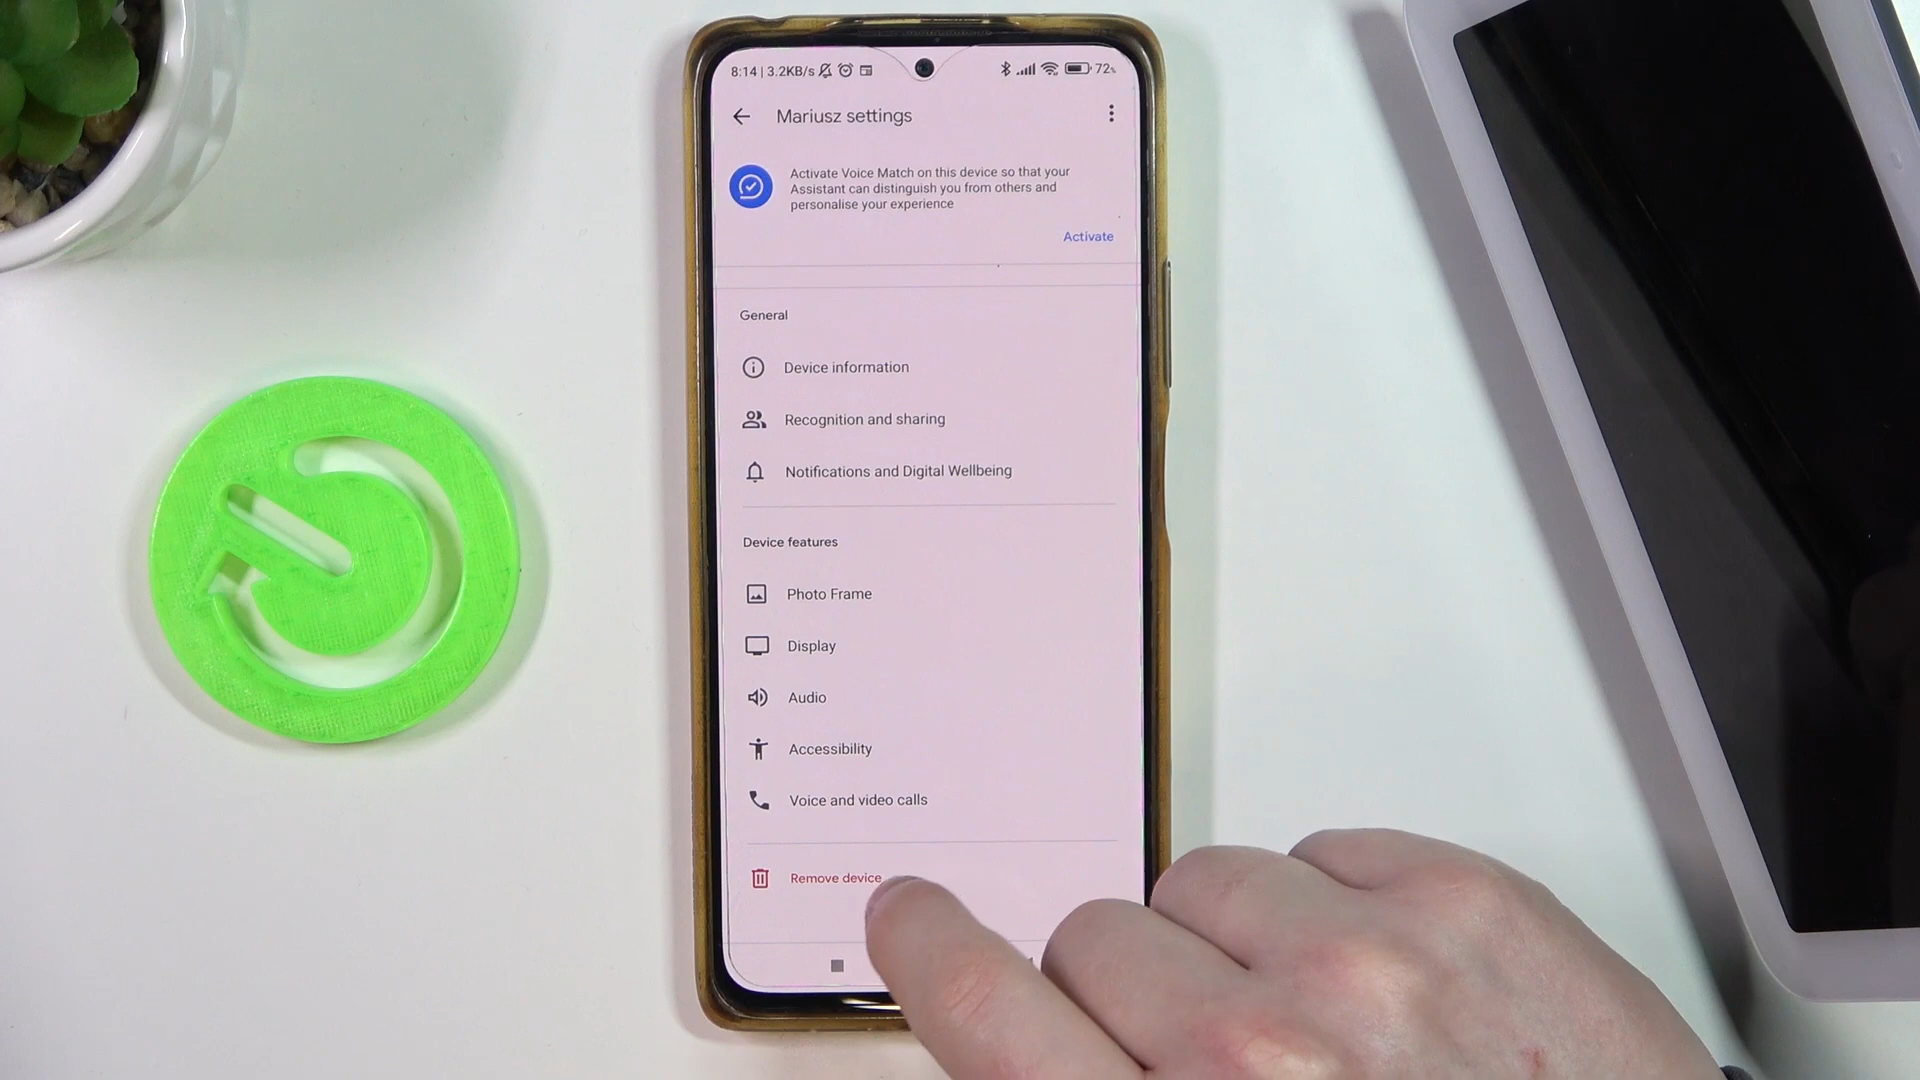 8:14 | 3.2KB/s 72%
Mariusz settings
Activate Voice Match on this device so that your
Assistant can distinguish you from others and
personalise your experience
Activate
General
Device information
Recognition and sharing
Notifications and Digital Wellbeing
Device features
Photo Frame
Display
Audio
Accessibility
Voice and video calls
Remove device